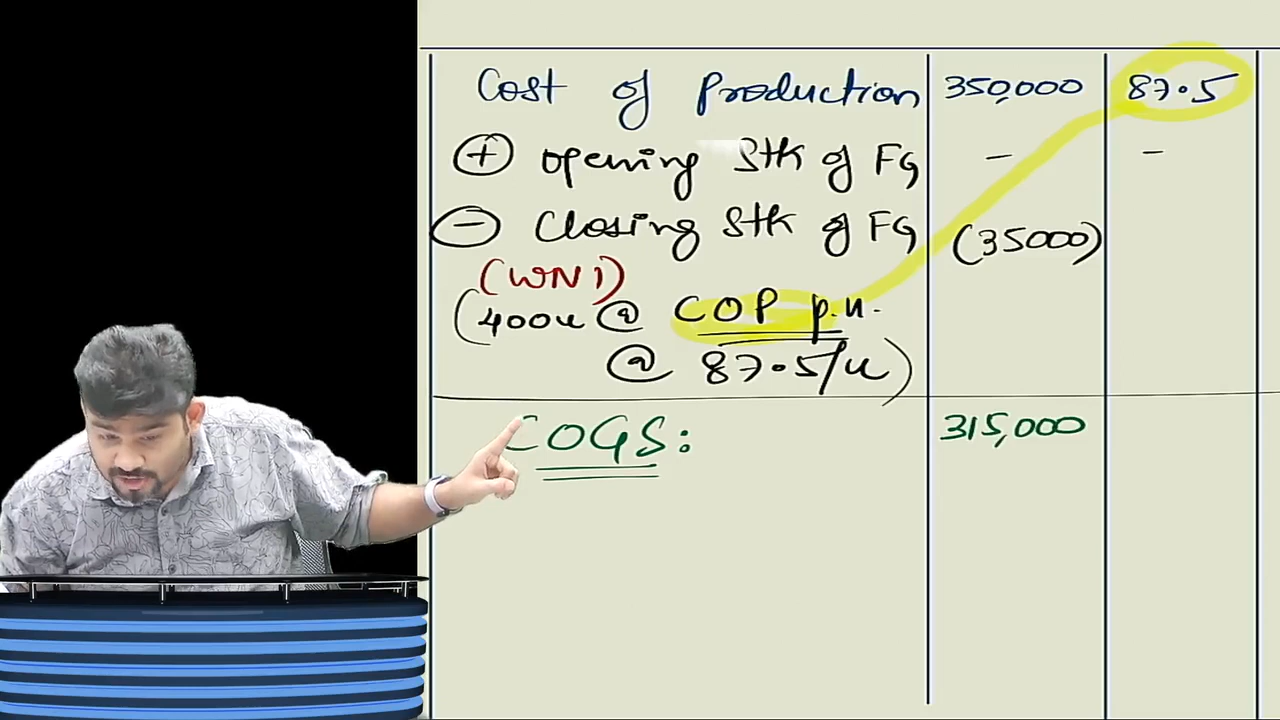 Cost of Production 350,000 87.5
(+) opening Stk of FG - -
(-) Closing Stk of FG (35000)
(WN1)
(400u @ COP p.u.
@ 87.5/u)
COGS: 315,000